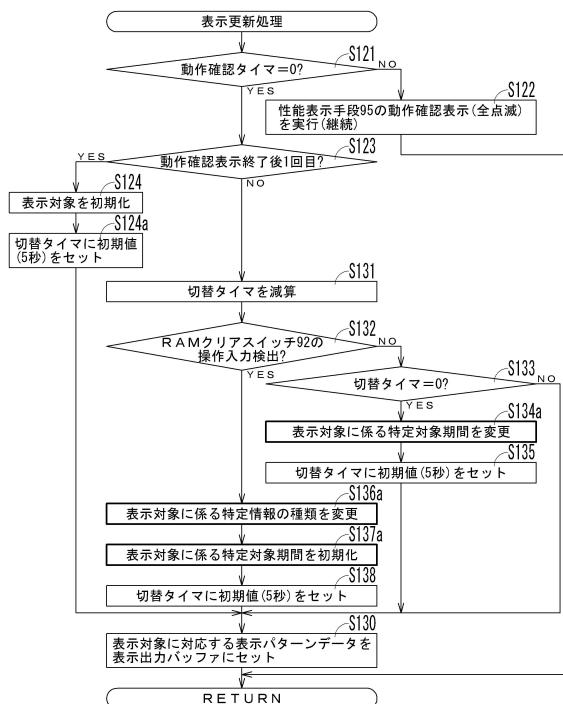 表示更新処理
S121
動作確認タイマ=0?
NO
YES
S122
性能表示手段95の動作確認表示(全点滅)
を実行(継続)
S123
動作確認表示終了後1回目?
YES
NO
S124
表示対象を初期化
S124a
切替タイマに初期値
(5秒)をセット
S131
切替タイマを減算
S132
RAMクリアスイッチ92の
操作入力検出?
NO
YES
S133
切替タイマ=0?
NO
YES
S134a
表示対象に係る特定対象期間を変更
S135
切替タイマに初期値(5秒)をセット
S136a
表示対象に係る特定情報の種類を変更
S137a
表示対象に係る特定対象期間を初期化
S138
切替タイマに初期値(5秒)をセット
S130
表示対象に対応する表示パターンデータを
表示出力バッファにセット
RETURN